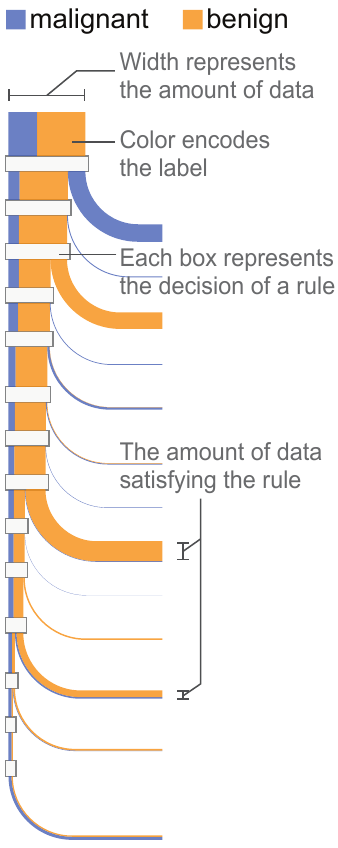 malignant benign
Width represents
the amount of data
Color encodes
the label
Each box represents
the decision of a rule
The amount of data
satisfying the rule